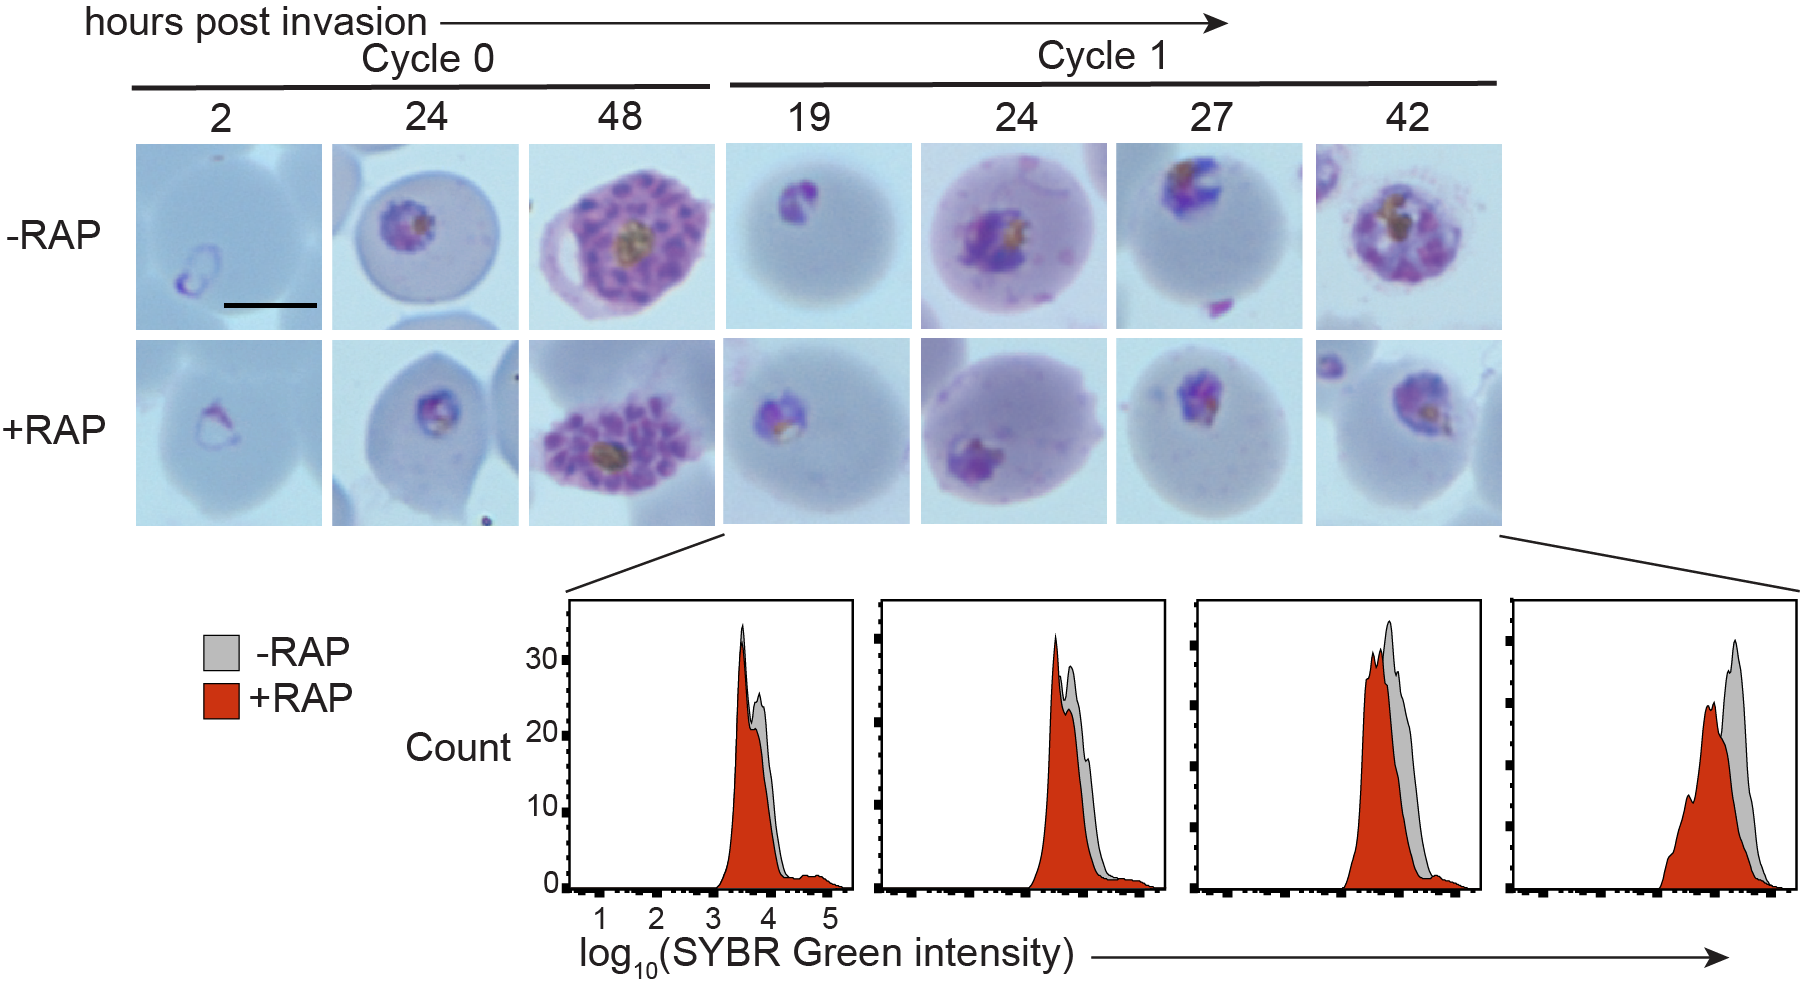 hours post invasion
Cycle 0
Cycle 1
2 24 48 19 24 27 42
-RAP
+RAP
-RAP
+RAP
Count
30
20
10
0
1 2 3 4 5
log10(SYBR Green intensity)